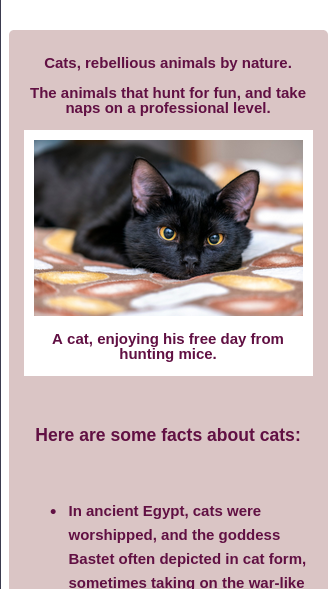 Cats, rebellious animals by nature.
The animals that hunt for fun, and take
naps on a professional level.
A cat, enjoying his free day from
hunting mice.
Here are some facts about cats:
• In ancient Egypt, cats were
worshipped, and the goddess
Bastet often depicted in cat form,
sometimes taking on the war-like